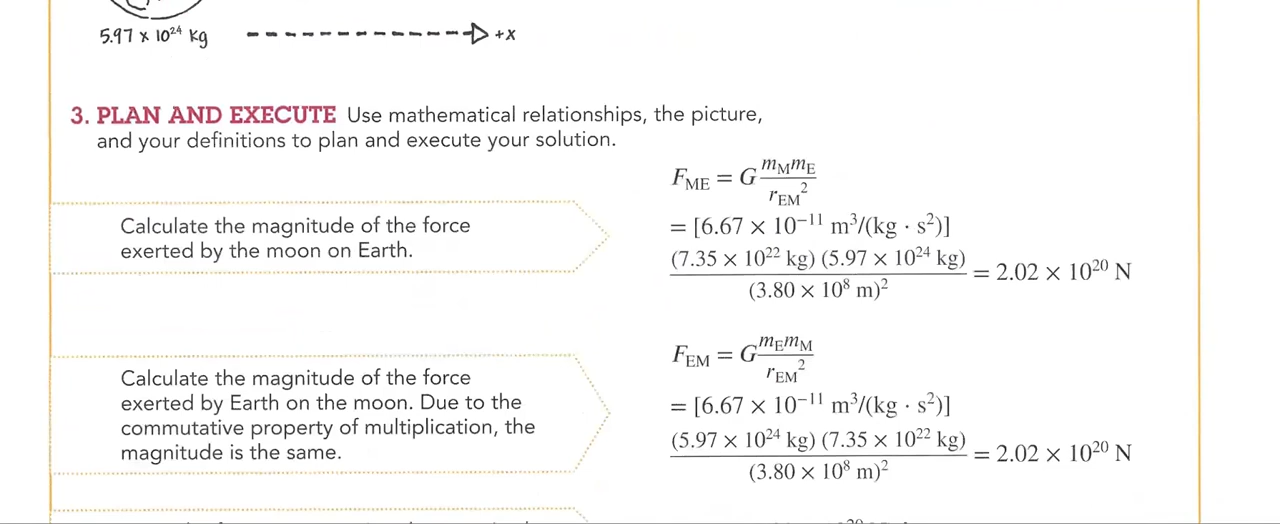 5.97 x 10²⁴ kg +x
3. PLAN AND EXECUTE Use mathematical relationships, the picture,
and your definitions to plan and execute your solution.
Calculate the magnitude of the force
exerted by the moon on Earth.
F_ME = G m_M m_E / r_EM²
= [6.67 × 10⁻¹¹ m³/(kg · s²)]
(7.35 × 10²² kg) (5.97 × 10²⁴ kg) / (3.80 × 10⁸ m)² = 2.02 × 10²⁰ N
Calculate the magnitude of the force
exerted by Earth on the moon. Due to the
commutative property of multiplication, the
magnitude is the same.
F_EM = G m_E m_M / r_EM²
= [6.67 × 10⁻¹¹ m³/(kg · s²)]
(5.97 × 10²⁴ kg) (7.35 × 10²² kg) / (3.80 × 10⁸ m)² = 2.02 × 10²⁰ N